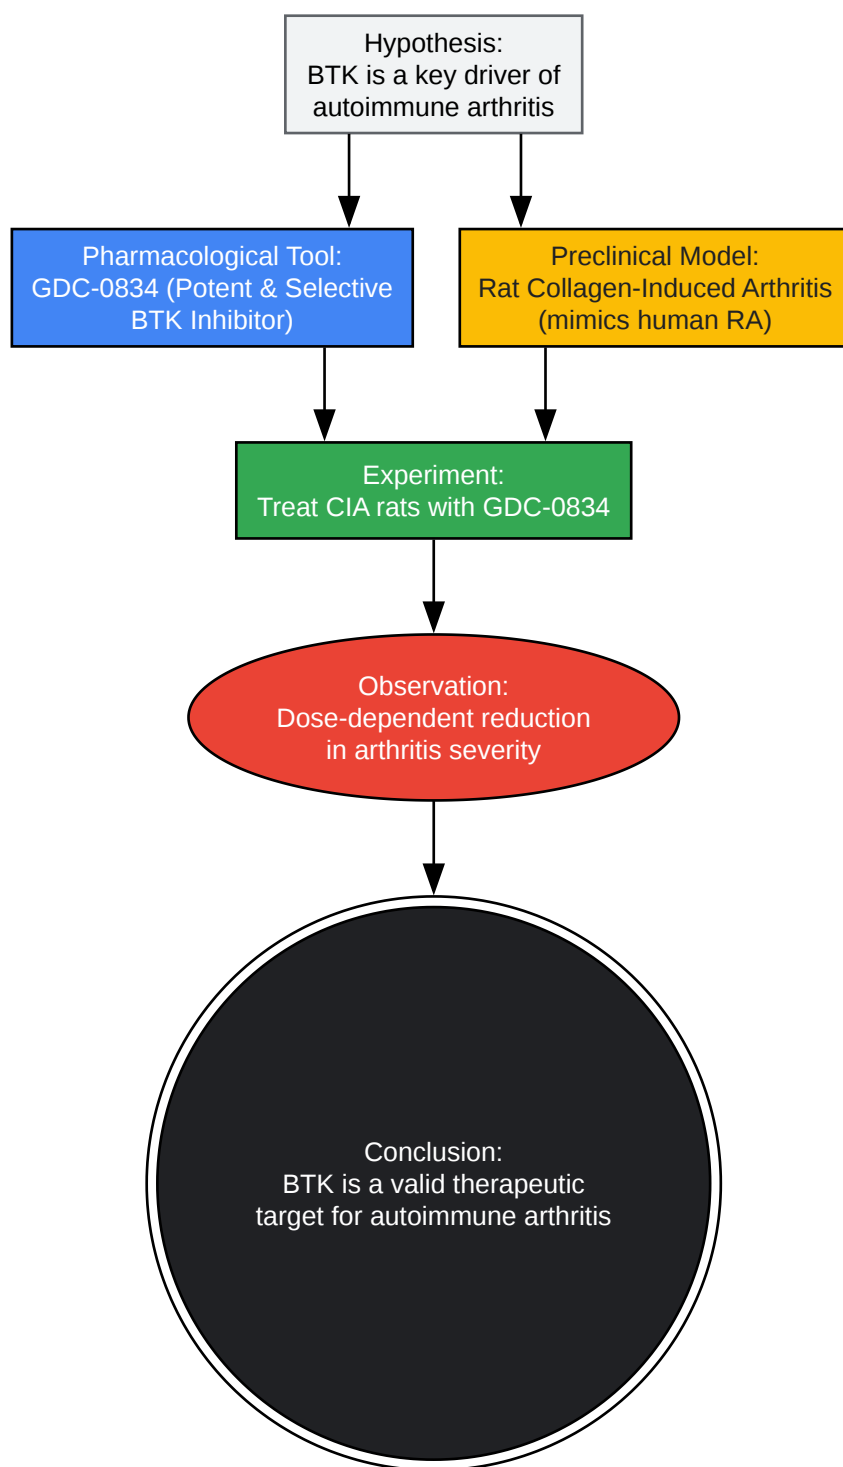 Hypothesis:
BTK is a key driver of
autoimmune arthritis
Pharmacological Tool:
GDC-0834 (Potent & Selective
BTK Inhibitor)
Preclinical Model:
Rat Collagen-Induced Arthritis
(mimics human RA)
Experiment:
Treat CIA rats with GDC-0834
Observation:
Dose-dependent reduction
in arthritis severity
Conclusion:
BTK is a valid therapeutic
target for autoimmune arthritis